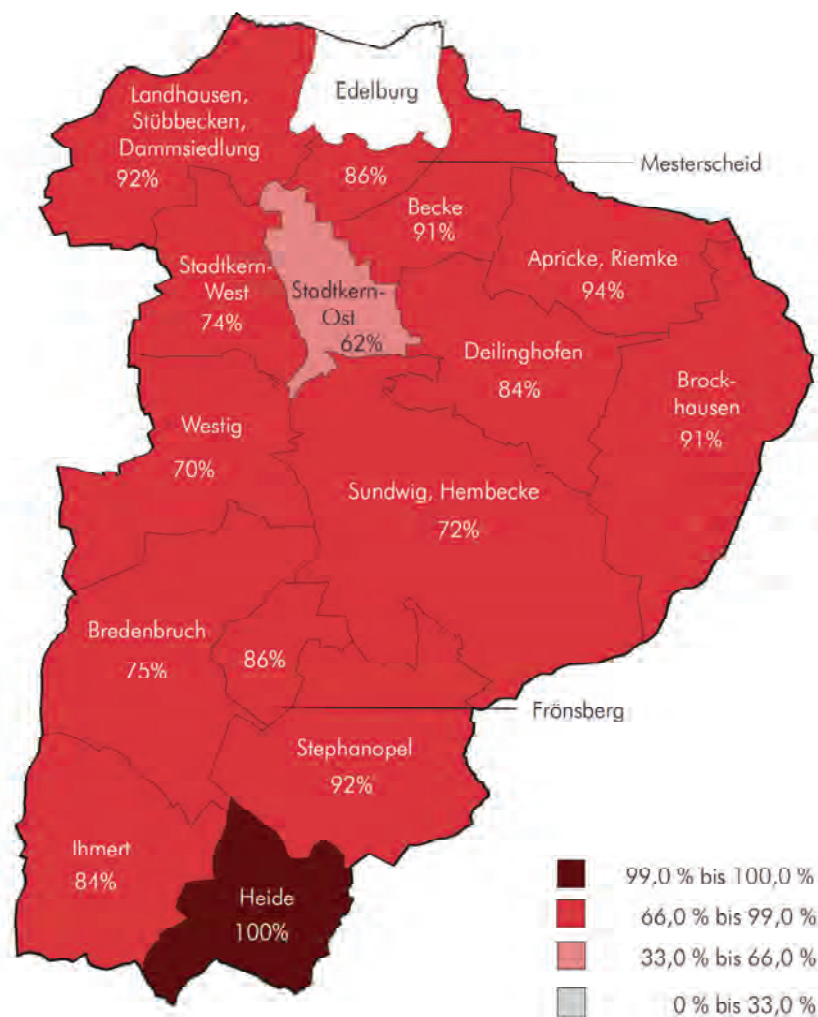 Edelburg
Landhausen,
Stübbecken,
Dammsiedlung
92%
86%
Mesterscheid
Becke
91%
Apricke, Riemke
94%
Stadtkern-
West
74%
Stadtkern-
Ost
62%
Deilinghofen
84%
Brock-
hausen
91%
Westig
70%
Sundwig, Hembecke
72%
Bredenbruch
75%
86%
Frönsberg
Stephanopel
92%
Ihmert
84%
Heide
100%
99,0 % bis 100,0 %
66,0 % bis 99,0 %
33,0 % bis 66,0 %
0 % bis 33,0 %